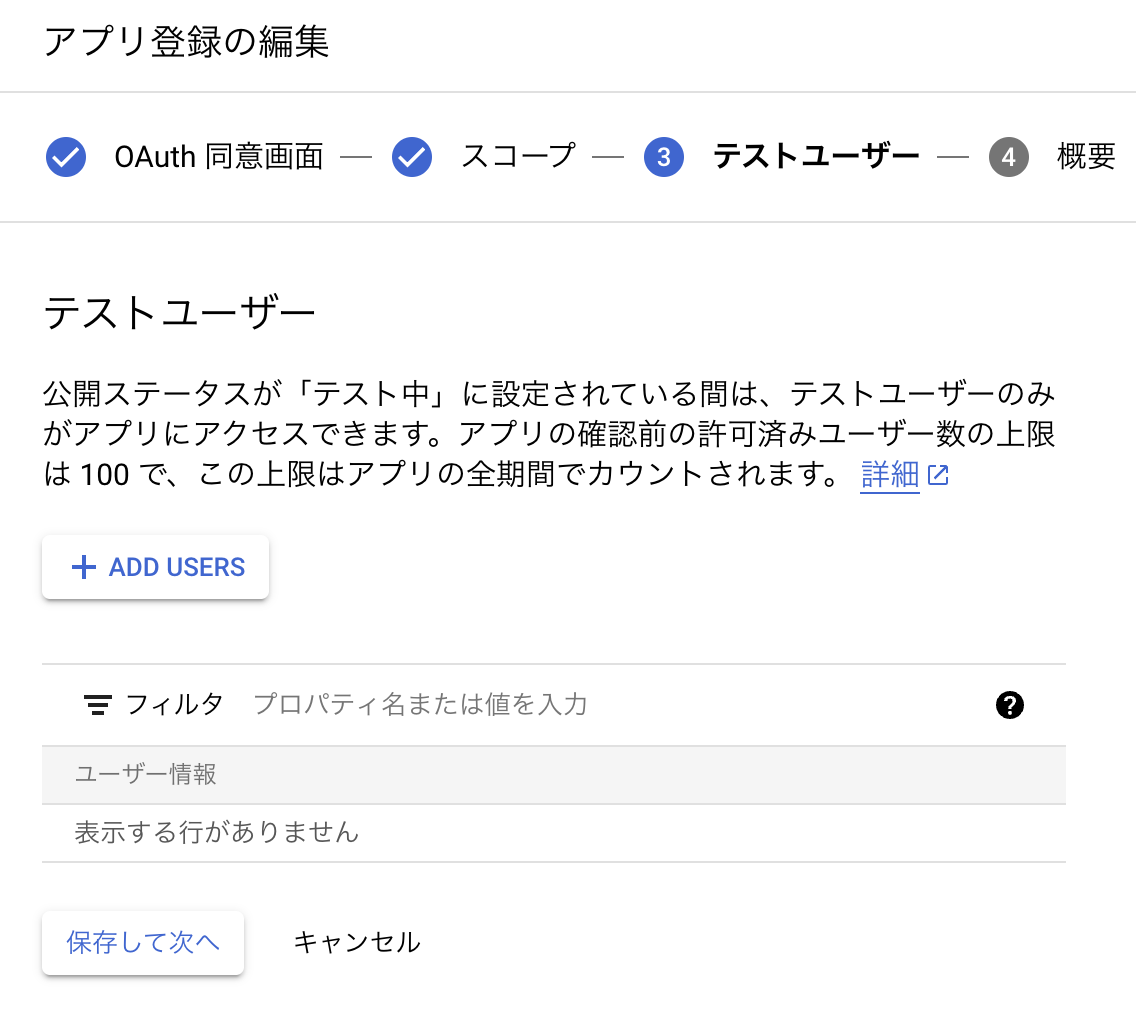 アプリ登録の編集
OAuth 同意画面 — スコープ — 3 テストユーザー — 4 概要
テストユーザー
公開ステータスが「テスト中」に設定されている間は、テストユーザーのみ
がアプリにアクセスできます。アプリの確認前の許可済みユーザー数の上限
は 100 で、この上限はアプリの全期間でカウントされます。 詳細
+ ADD USERS
フィルタ プロパティ名または値を入力 ?
ユーザー情報
表示する行がありません
保存して次へ キャンセル